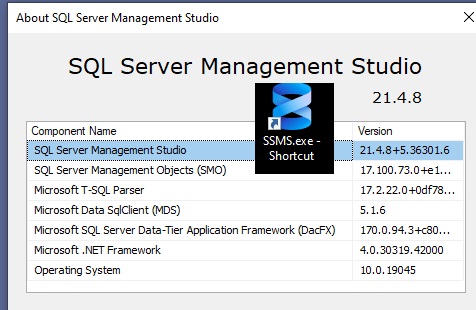 About SQL Server Management Studio
SQL Server Management Studio
21.4.8
SSMS.exe -
Shortcut
Component Name Version
SQL Server Management Studio 21.4.8+5.36301.6
SQL Server Management Objects (SMO) 17.100.73.0+e1...
Microsoft T-SQL Parser 17.2.22.0+0df78...
Microsoft Data SqlClient (MDS) 5.1.6
Microsoft SQL Server Data-Tier Application Framework (DacFX) 170.0.94.3+c80...
Microsoft .NET Framework 4.0.30319.42000
Operating System 10.0.19045